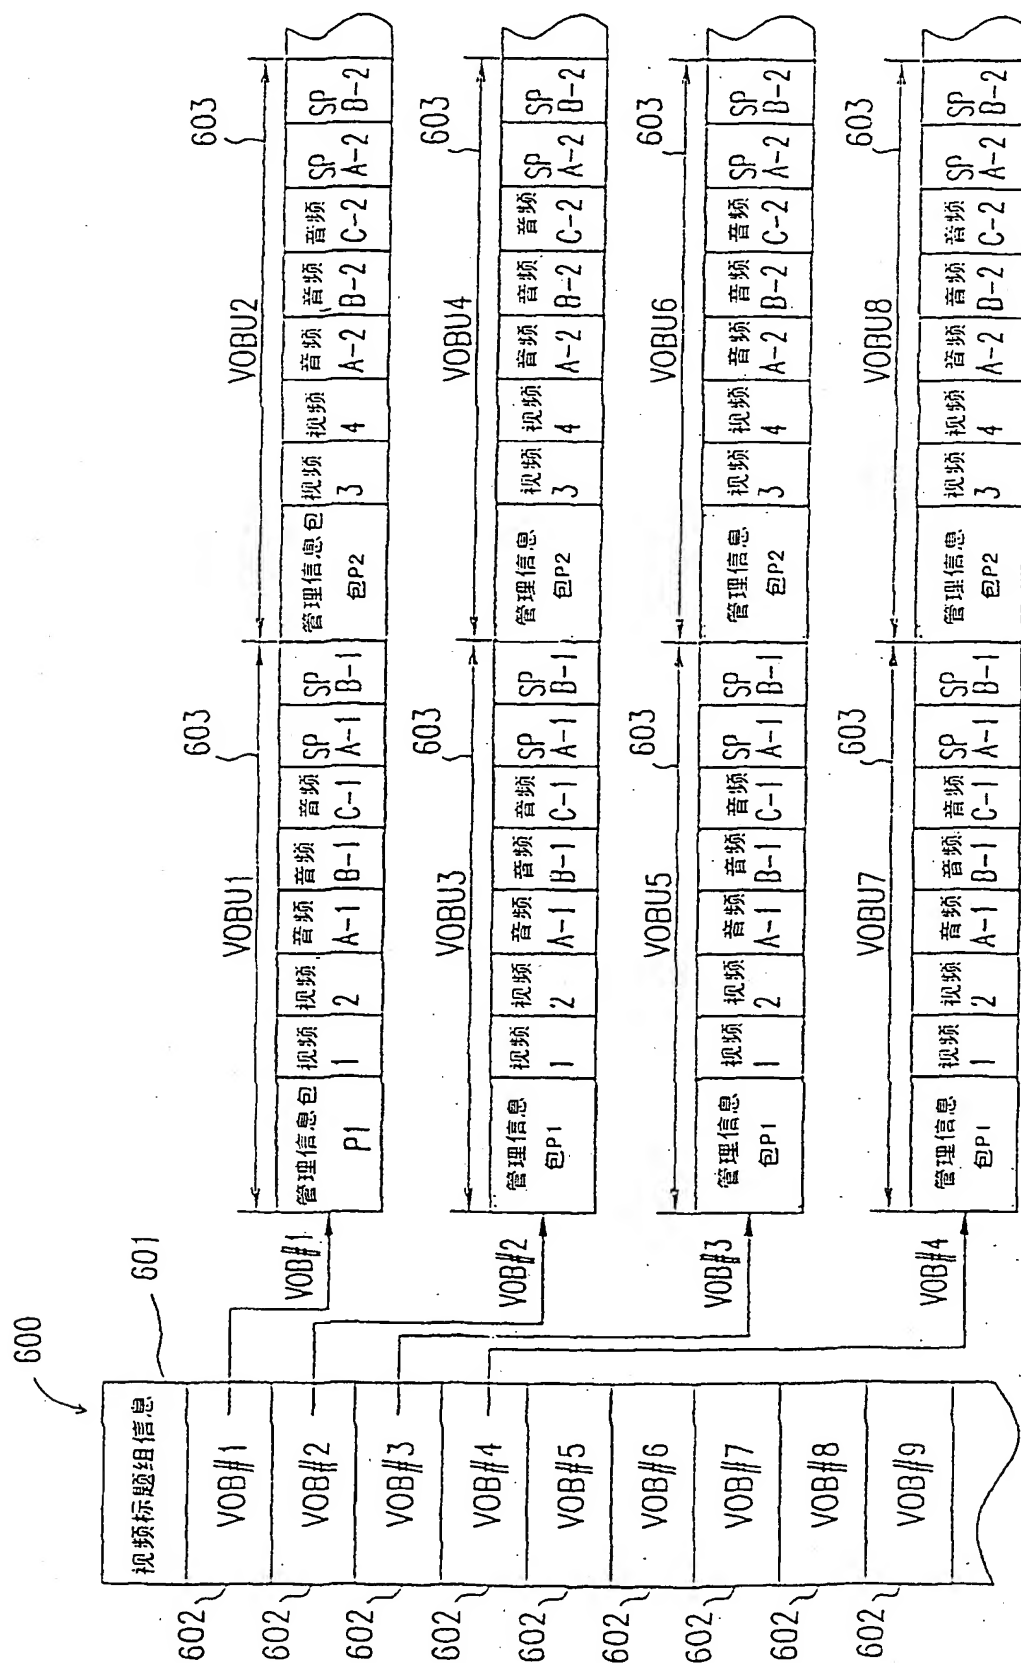 600
601
视频标题组信息
VOB#1
VOB#2
VOB#3
VOB#4
VOB#5
VOB#6
VOB#7
VOB#8
VOB#9
602
602
602
602
602
602
602
602
602
VOB#1
VOBU1
603
VOBU2
603
管理信息包
P1
视频
1
视频
2
音频
A-1
音频
B-1
音频
C-1
SP
A-1
SP
B-1
管理信息包
包P2
视频
3
视频
4
音频
A-2
音频
B-2
音频
C-2
SP
A-2
SP
B-2
VOB#2
VOBU3
603
VOBU4
603
管理信息
包P1
视频
1
视频
2
音频
A-1
音频
B-1
音频
C-1
SP
A-1
SP
B-1
管理信息
包P2
视频
3
视频
4
音频
A-2
音频
B-2
音频
C-2
SP
A-2
SP
B-2
VOB#3
VOBU5
603
VOBU6
603
管理信息
包P1
视频
1
视频
2
音频
A-1
音频
B-1
音频
C-1
SP
A-1
SP
B-1
管理信息
包P2
视频
3
视频
4
音频
A-2
音频
B-2
音频
C-2
SP
A-2
SP
B-2
VOB#4
VOBU7
603
VOBU8
603
管理信息
包P1
视频
1
视频
2
音频
A-1
音频
B-1
音频
C-1
SP
A-1
SP
B-1
管理信息
包P2
视频
3
视频
4
音频
A-2
音频
B-2
音频
C-2
SP
A-2
SP
B-2